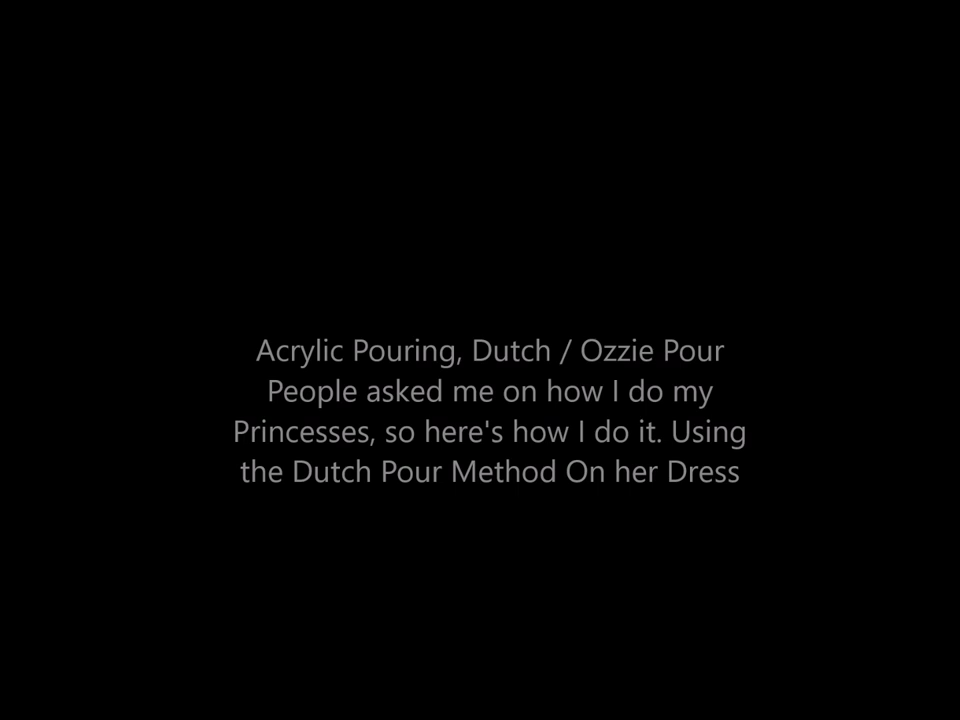 Acrylic Pouring, Dutch / Ozzie Pour
People asked me on how I do my
Princesses, so here's how I do it. Using
the Dutch Pour Method On her Dress